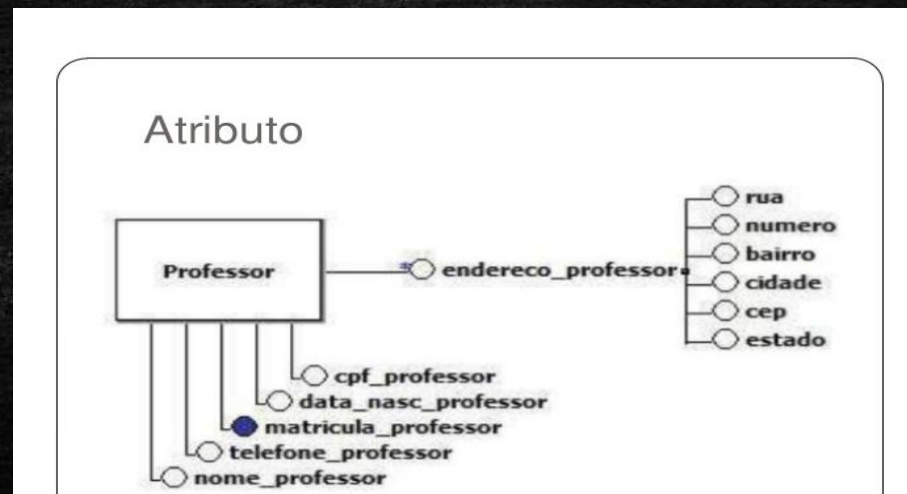 Atributo
rua
numero
bairro
Professor
*
endereco_professor
cidade
cep
estado
cpf_professor
data_nasc_professor
matricula_professor
telefone_professor
nome_professor